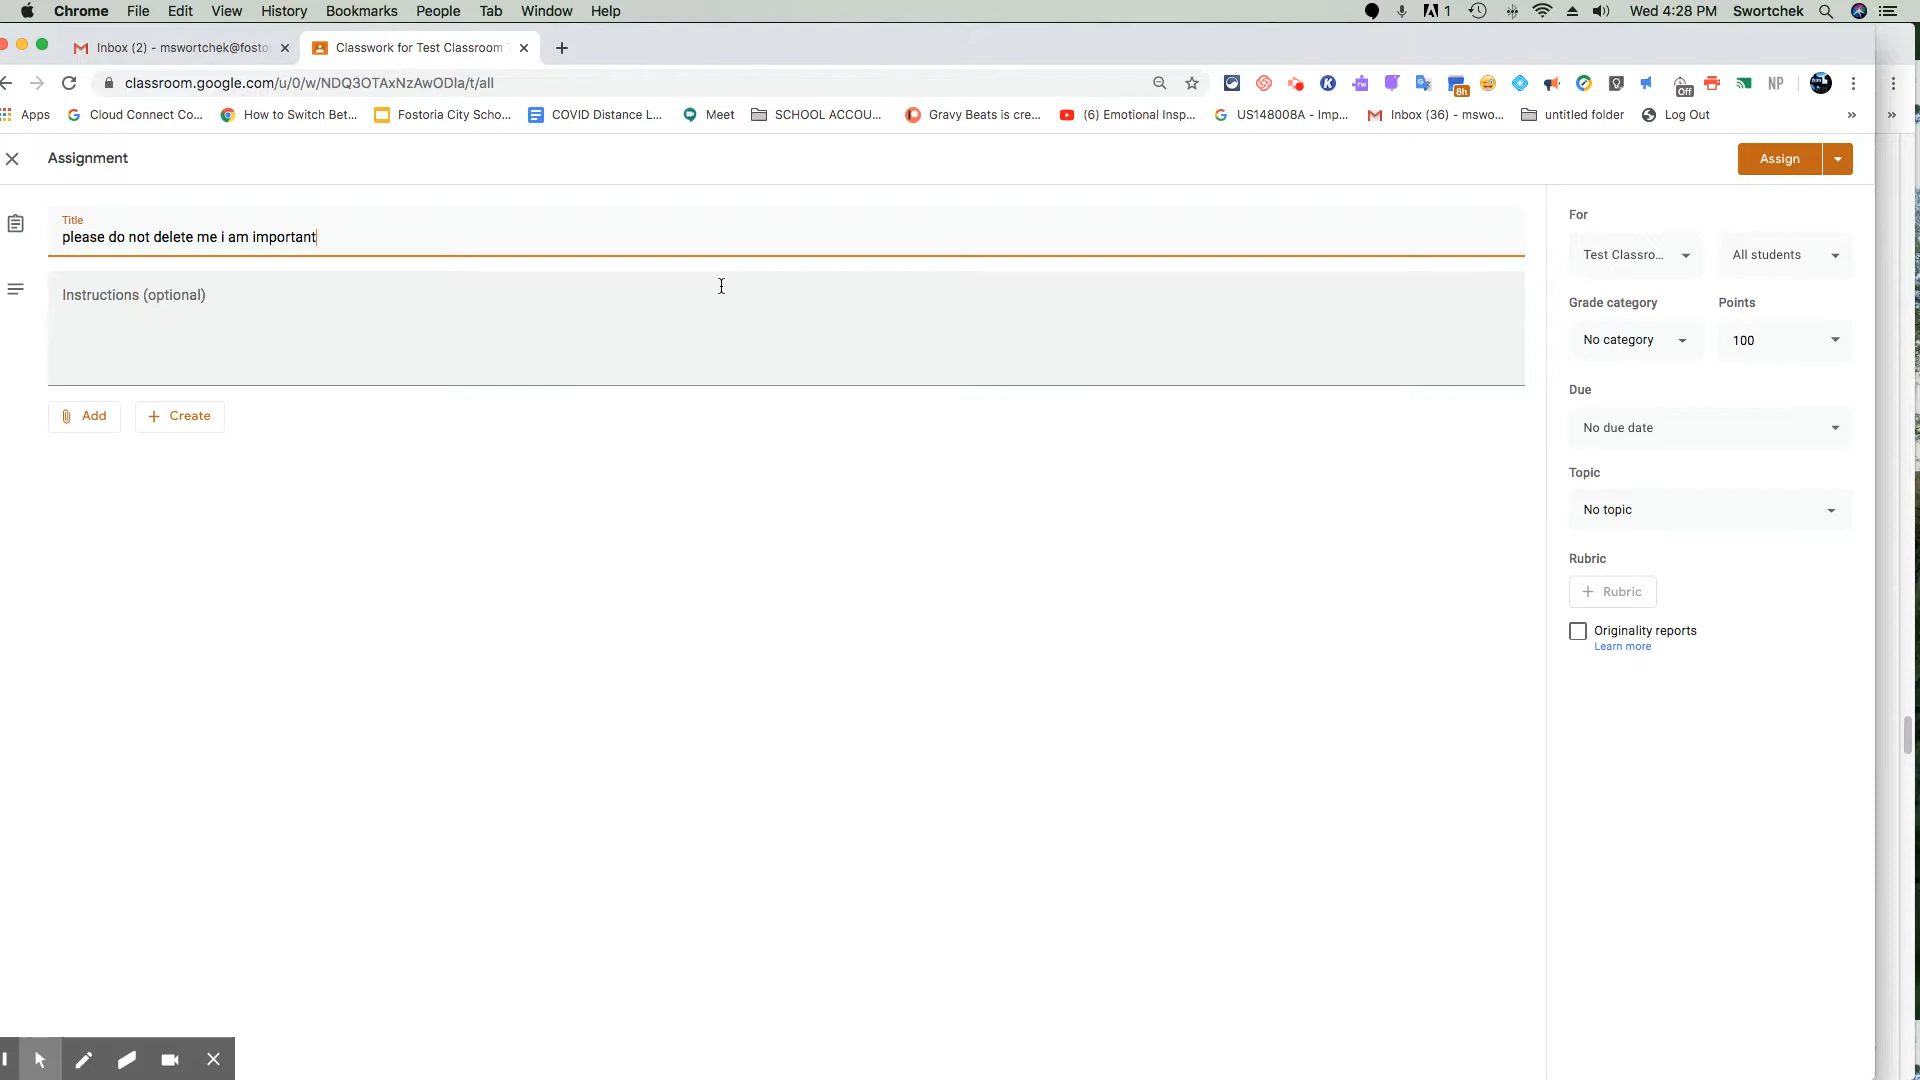 Chrome File Edit View History Bookmarks People Tab Window Help 1 Wed 4:28 PM Swortchek
Inbox (2) - mswortchek@fosto Classwork for Test Classroom
classroom.google.com/u/0/w/NDQ3OTAxNzAwODla/t/all 8h Off NP
Apps Cloud Connect Co... How to Switch Bet... Fostoria City Scho... COVID Distance L... Meet SCHOOL ACCOU... Gravy Beats is cre... (6) Emotional Insp... US148008A - Imp... Inbox (36) - mswo... untitled folder Log Out
Assignment Assign
Title
please do not delete me i am important
Instructions (optional)
Add Create
For
Test Classro... All students
Grade category Points
No category 100
Due
No due date
Topic
No topic
Rubric
Rubric
Originality reports
Learn more